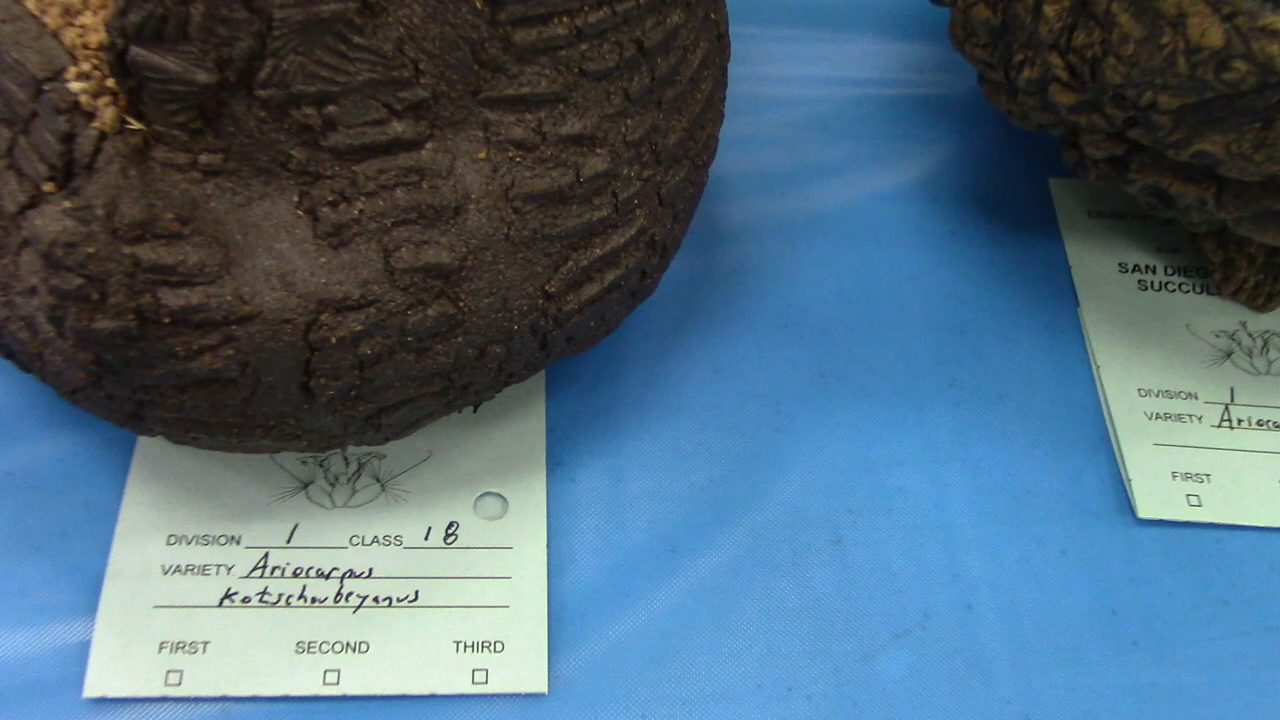 DIVISION 1 CLASS 18
VARIETY Ariocarpus
Kotschoubeyanus
FIRST SECOND THIRD
SAN DIEG
SUCCUL
DIVISION 1
VARIETY Arioca
FIRST